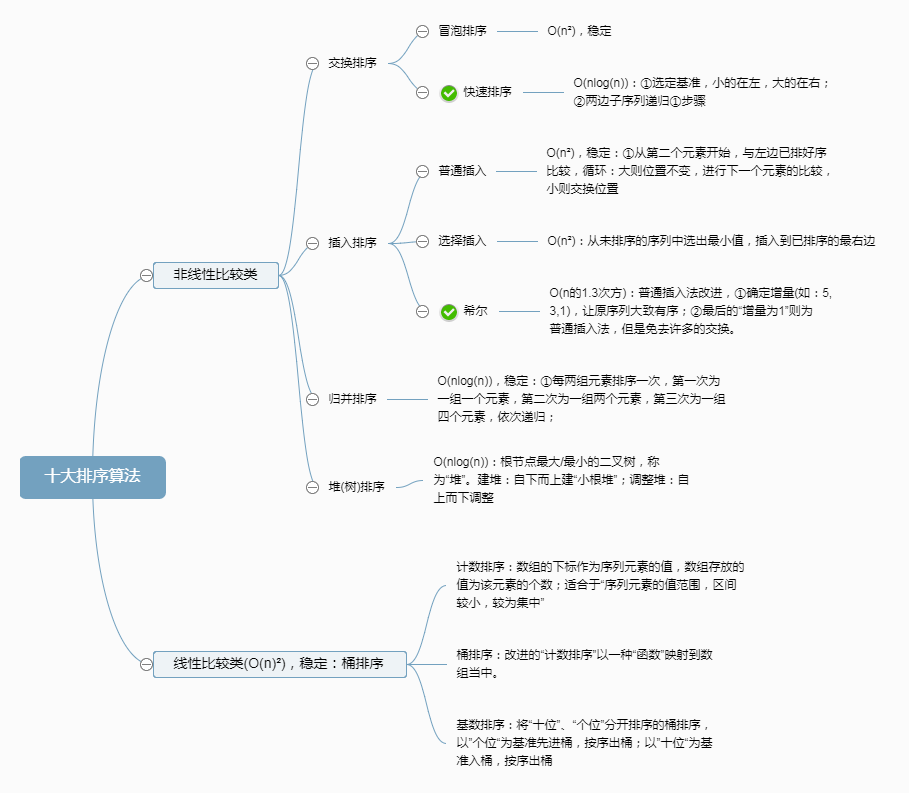 十大排序算法
非线性比较类
交换排序
冒泡排序
O(n²)，稳定
快速排序
O(nlog(n))：①选定基准，小的在左，大的在右；
②两边子序列递归①步骤
插入排序
普通插入
O(n²)，稳定：①从第二个元素开始，与左边已排好序
比较，循环：大则位置不变，进行下一个元素的比较，
小则交换位置
选择插入
O(n²)：从未排序的序列中选出最小值，插入到已排序的最右边
希尔
O(n的1.3次方)：普通插入法改进，①确定增量(如：5,
3,1)，让原序列大致有序；②最后的“增量为1”则为
普通插入法，但是免去许多的交换。
归并排序
O(nlog(n))，稳定：①每两组元素排序一次，第一次为
一组一个元素，第二次为一组两个元素，第三次为一组
四个元素，依次递归；
堆(树)排序
O(nlog(n))：根节点最大/最小的二叉树，称
为“堆”。建堆：自下而上建“小根堆”；调整堆：自
上而下调整
线性比较类(O(n)²)，稳定：桶排序
计数排序：数组的下标作为序列元素的值，数组存放的
值为该元素的个数；适合于“序列元素的值范围，区间
较小，较为集中”
桶排序：改进的“计数排序”以一种“函数”映射到数
组当中。
基数排序：将“十位”、“个位”分开排序的桶排序，
以”个位“为基准先进桶，按序出桶；以”十位“为基
准入桶，按序出桶